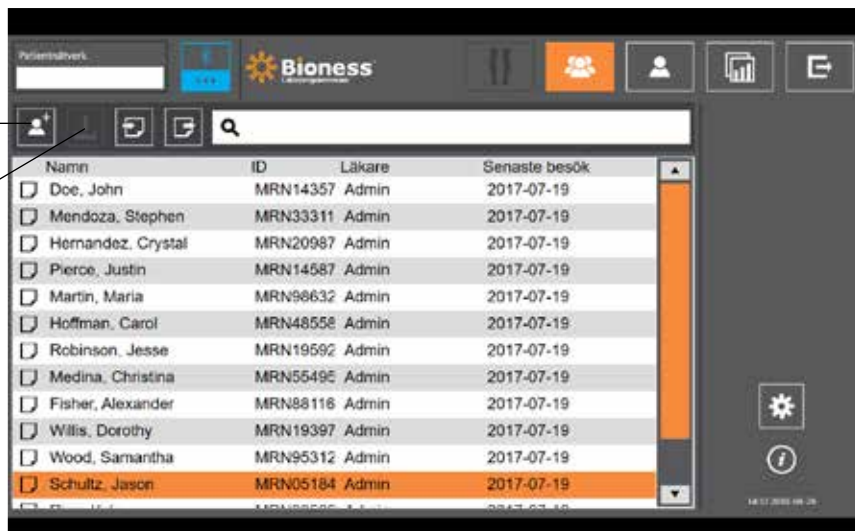 Patientnätverk
Bioness
Namn ID Läkare Senaste besök
Doe, John MRN14357 Admin 2017-07-19
Mendoza, Stephen MRN33311 Admin 2017-07-19
Hernandez, Crystal MRN20987 Admin 2017-07-19
Pierce, Justin MRN14587 Admin 2017-07-19
Martin, Maria MRN98632 Admin 2017-07-19
Hoffman, Carol MRN48558 Admin 2017-07-19
Robinson, Jesse MRN19592 Admin 2017-07-19
Medina, Christina MRN55495 Admin 2017-07-19
Fisher, Alexander MRN88116 Admin 2017-07-19
Willis, Dorothy MRN19397 Admin 2017-07-19
Wood, Samantha MRN95312 Admin 2017-07-19
Schultz, Jason MRN05184 Admin 2017-07-19